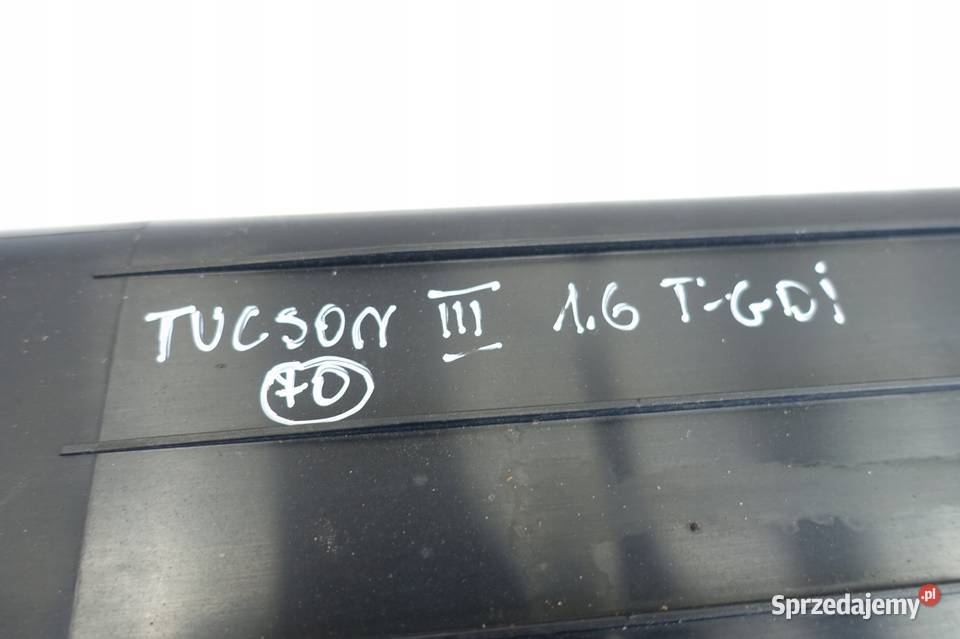 TUCSON III 1.6 T-GDi
70
Sprzedajemy.pl